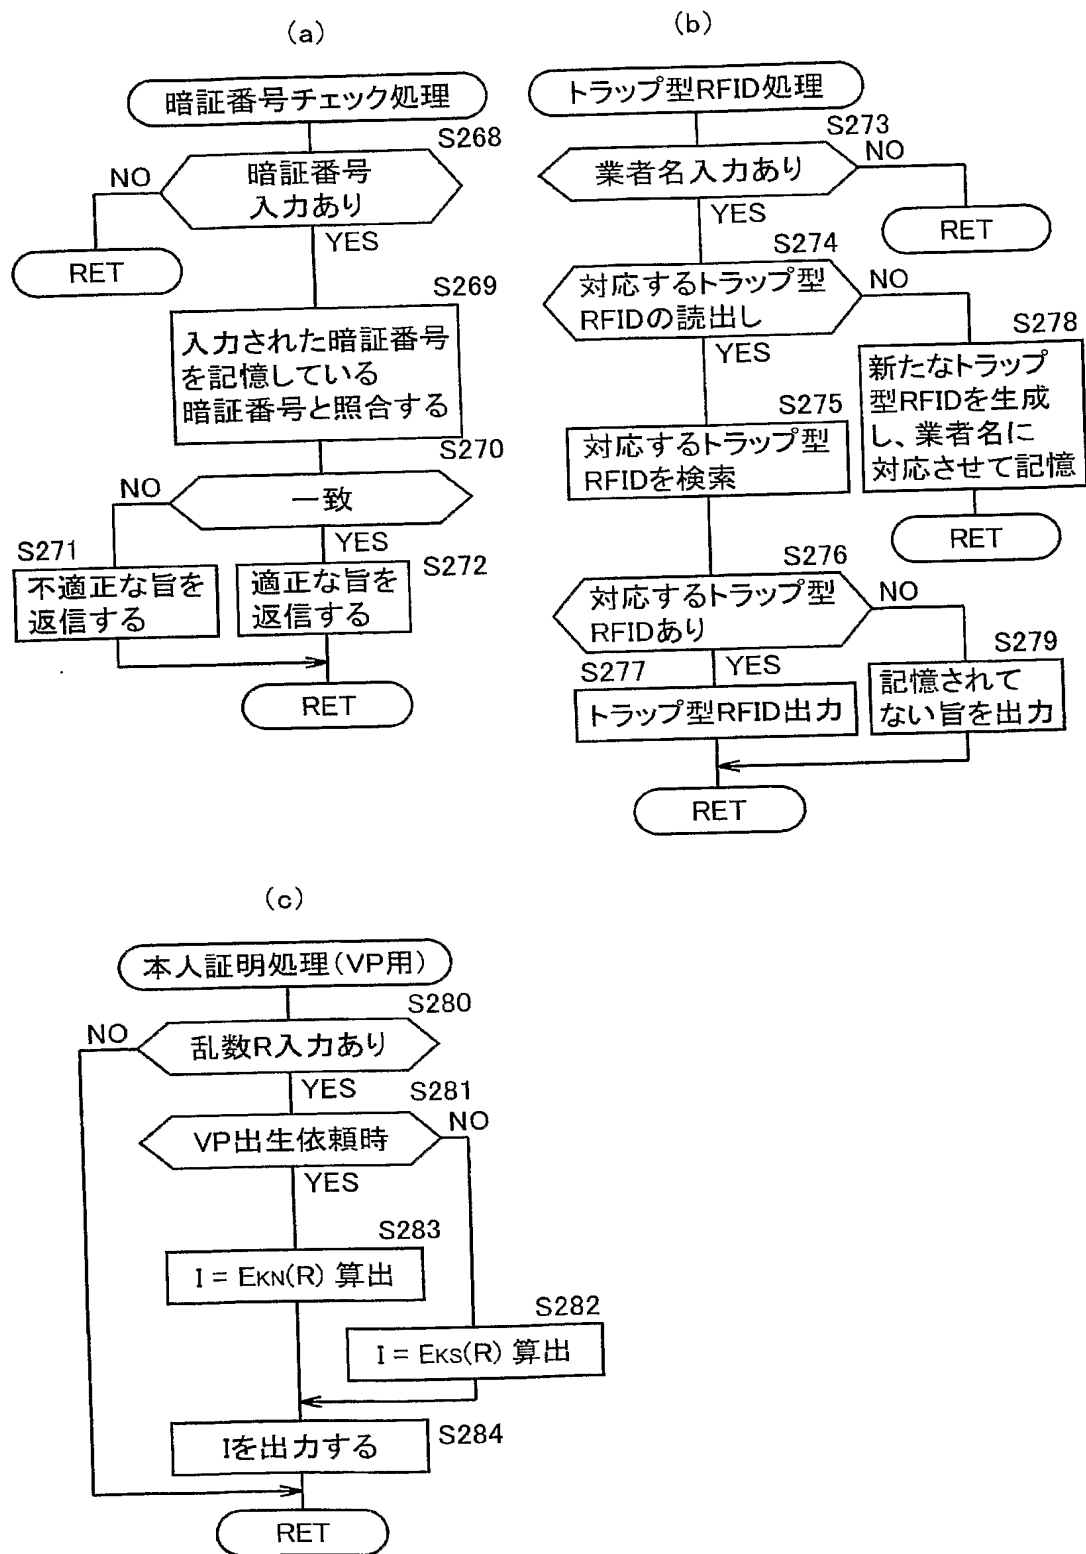 (a)
暗証番号チェック処理
S268
NO
暗証番号
入力あり
YES
RET
S269
入力された暗証番号
を記憶している
暗証番号と照合する
S270
NO
一致
YES
S271
不適正な旨を
返信する
S272
適正な旨を
返信する
RET
(b)
トラップ型RFID処理
S273
業者名入力あり
NO
YES
RET
S274
対応するトラップ型
RFIDの読出し
NO
YES
S278
新たなトラップ
型RFIDを生成
し、業者名に
対応させて記憶
RET
S275
対応するトラップ型
RFIDを検索
S276
対応するトラップ型
RFIDあり
NO
YES
S277
トラップ型RFID出力
S279
記憶されて
ない旨を出力
RET
(c)
本人証明処理(VP用)
S280
NO
乱数R入力あり
YES
S281
VP出生依頼時
NO
YES
S283
I = EKN(R) 算出
S282
I = EKS(R) 算出
Iを出力する
S284
RET